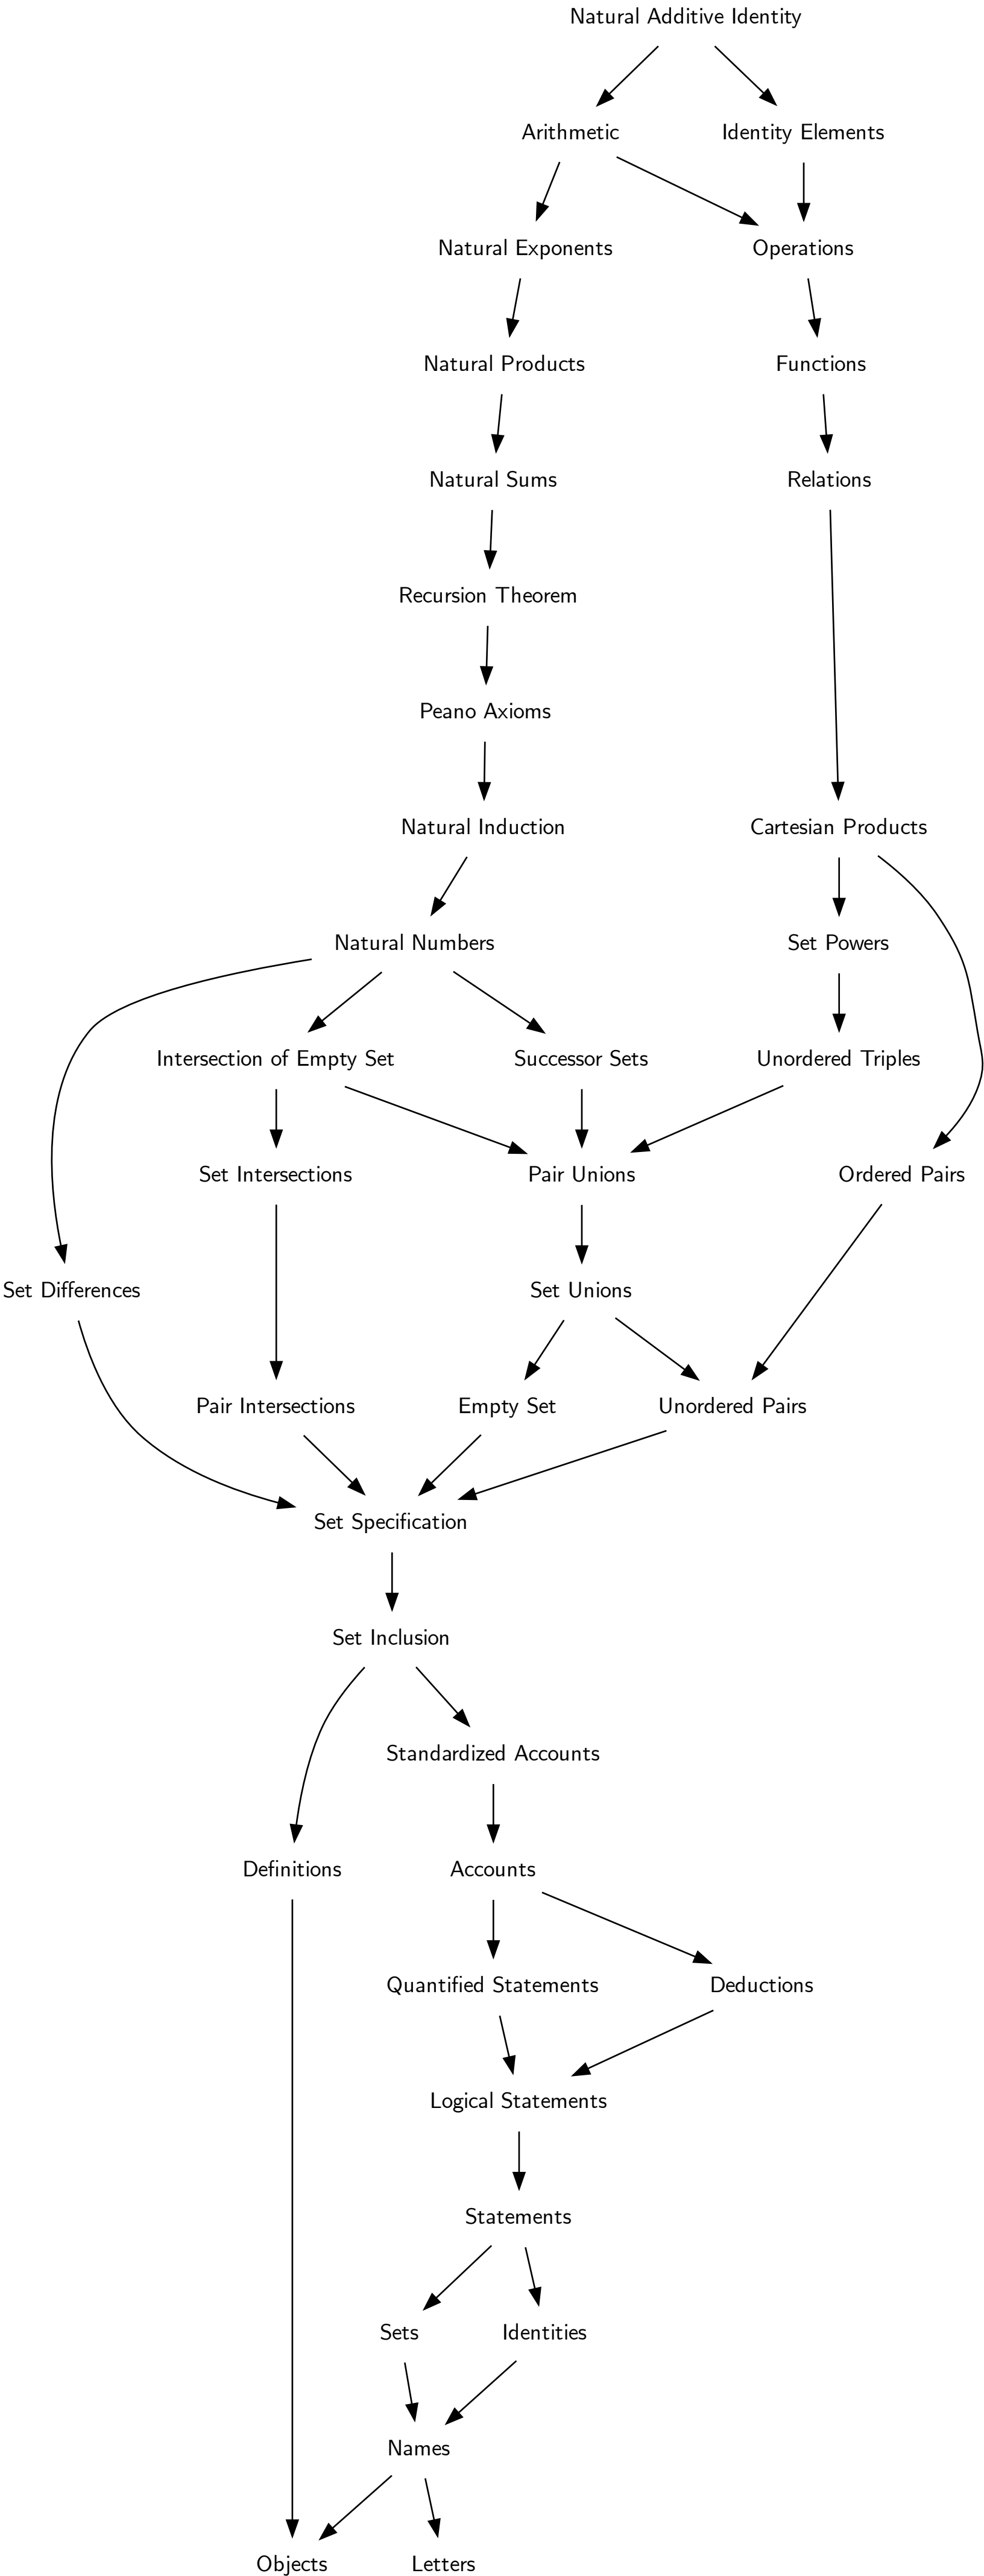 Natural Additive Identity
Arithmetic
Identity Elements
Natural Exponents
Operations
Natural Products
Functions
Natural Sums
Relations
Recursion Theorem
Peano Axioms
Natural Induction
Cartesian Products
Natural Numbers
Set Powers
Intersection of Empty Set
Successor Sets
Unordered Triples
Set Intersections
Pair Unions
Ordered Pairs
Set Differences
Set Unions
Pair Intersections
Empty Set
Unordered Pairs
Set Specification
Set Inclusion
Standardized Accounts
Definitions
Accounts
Quantified Statements
Deductions
Logical Statements
Statements
Sets
Identities
Names
Objects
Letters